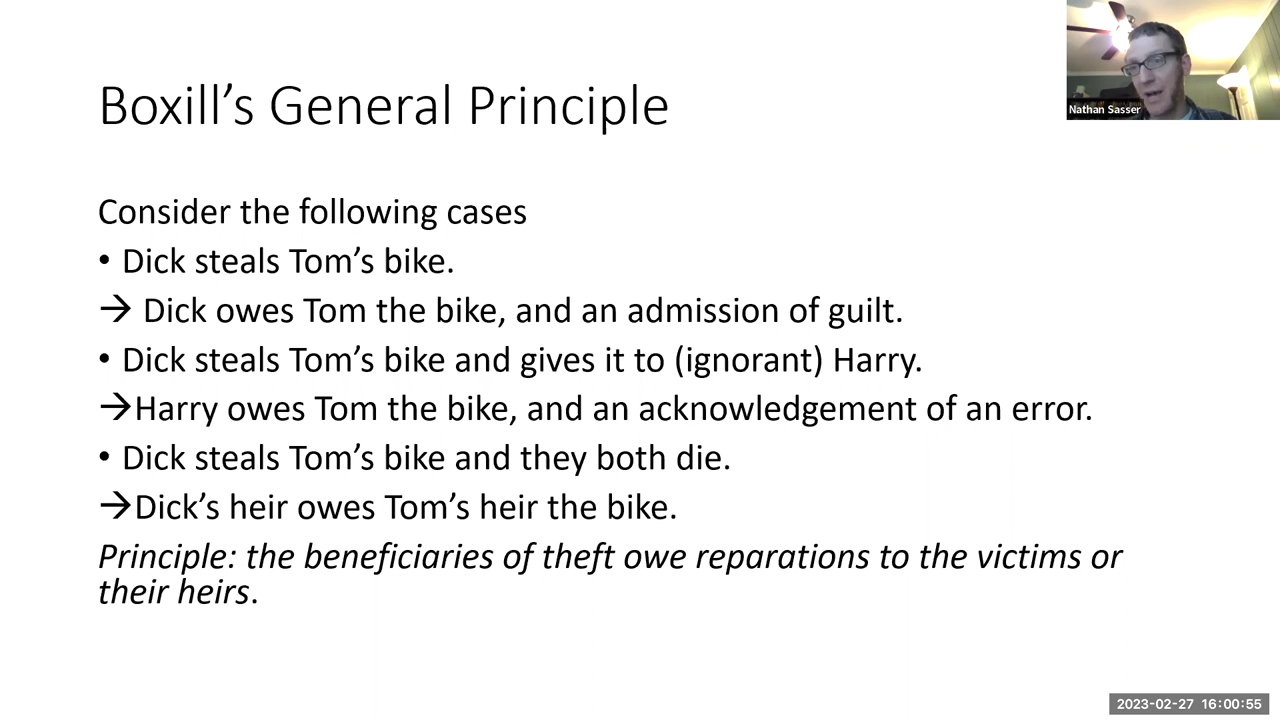 Boxill’s General Principle
Nathan Sasser
Consider the following cases
• Dick steals Tom’s bike.
→ Dick owes Tom the bike, and an admission of guilt.
• Dick steals Tom’s bike and gives it to (ignorant) Harry.
→Harry owes Tom the bike, and an acknowledgement of an error.
• Dick steals Tom’s bike and they both die.
→Dick’s heir owes Tom’s heir the bike.
Principle: the beneficiaries of theft owe reparations to the victims or
their heirs.
2023-02-27 16:00:55